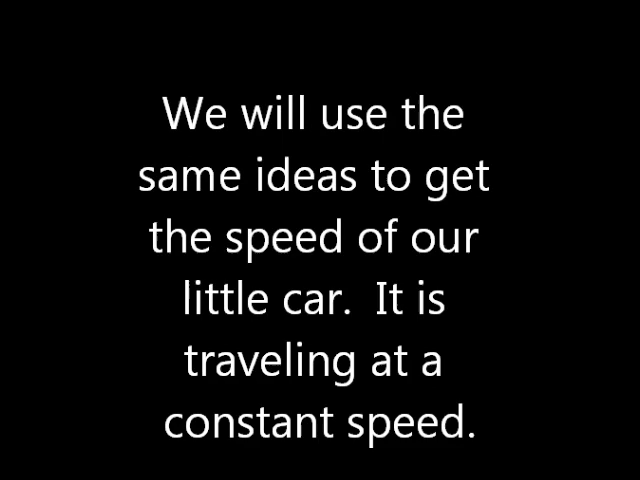 We will use the
same ideas to get
the speed of our
little car.  It is
traveling at a
constant speed.